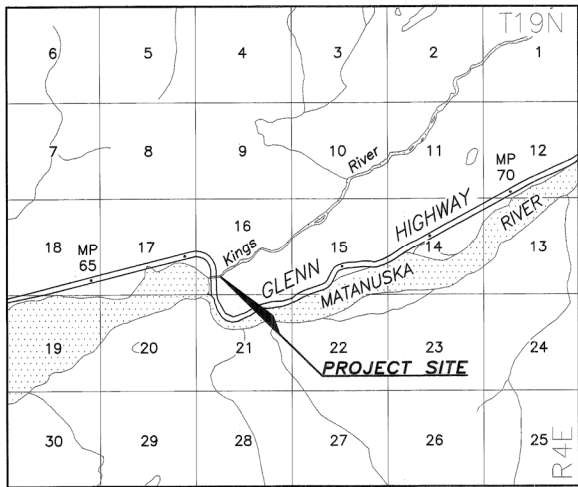 T19N
6 5 4 3 2 1
7 8 9 10 11 12
River
MP
70
Kings
16
18 17 15 14 13
MP
65
GLENN HIGHWAY
MATANUSKA RIVER
19 20 21 22 23 24
PROJECT SITE
30 29 28 27 26 25
R4E